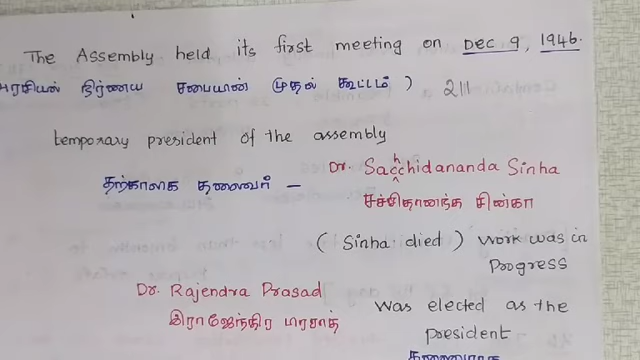 The Assembly held its first meeting on Dec 9, 1946.
அரசியல் நிர்ணய சபையின் முதல் கூட்டம் ) 211
temporary president of the assembly
Dr. Sacchidananda Sinha
தற்காலிக தலைவர் –
சச்சிதானந்த சின்கா
( Sinha died ) work was in
Progress
Dr. Rajendra Prasad
was elected as the
இராஜேந்திர பிரசாத்
president